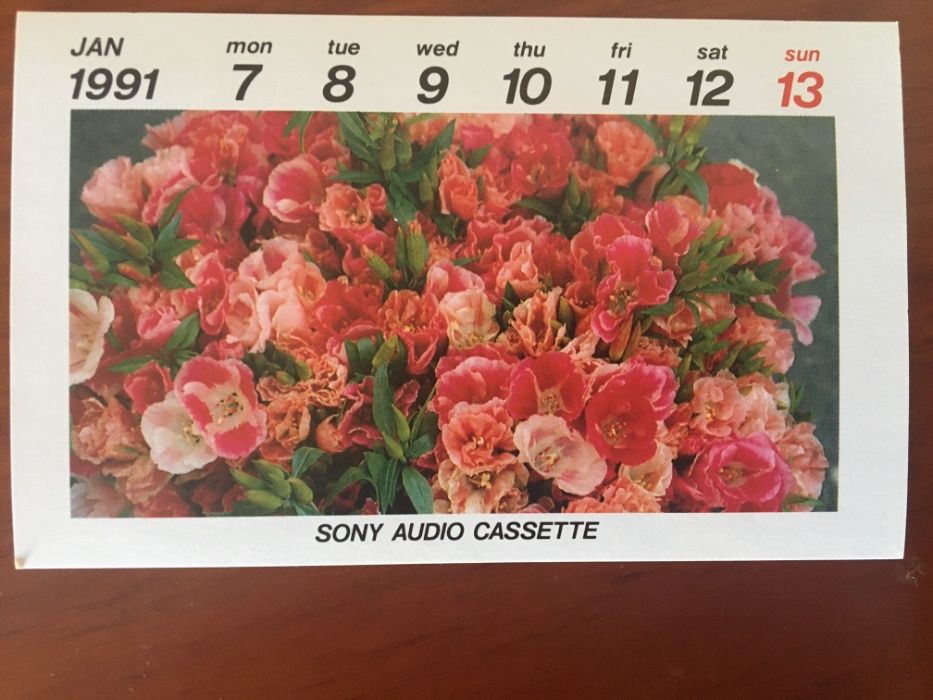 JAN mon tue wed thu fri sat sun
1991 7 8 9 10 11 12 13
SONY AUDIO CASSETTE